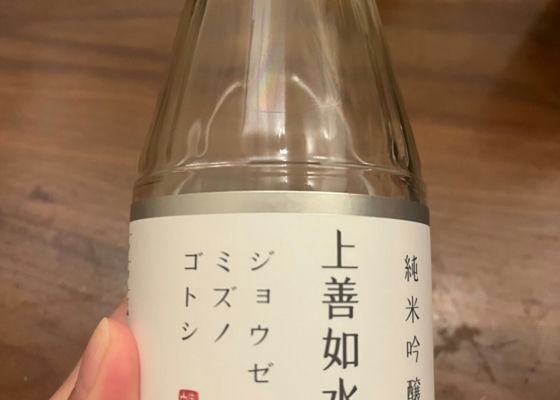 純米吟醸
上善如水
ジョウゼ
ミズノ
ゴトシ